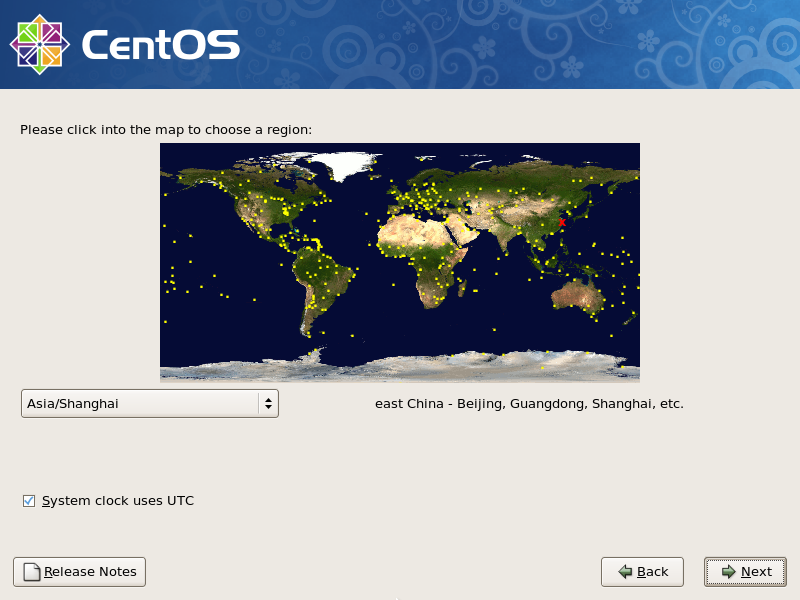 CentOS
Please click into the map to choose a region:
Asia/Shanghai
east China - Beijing, Guangdong, Shanghai, etc.
System clock uses UTC
Release Notes
Back
Next